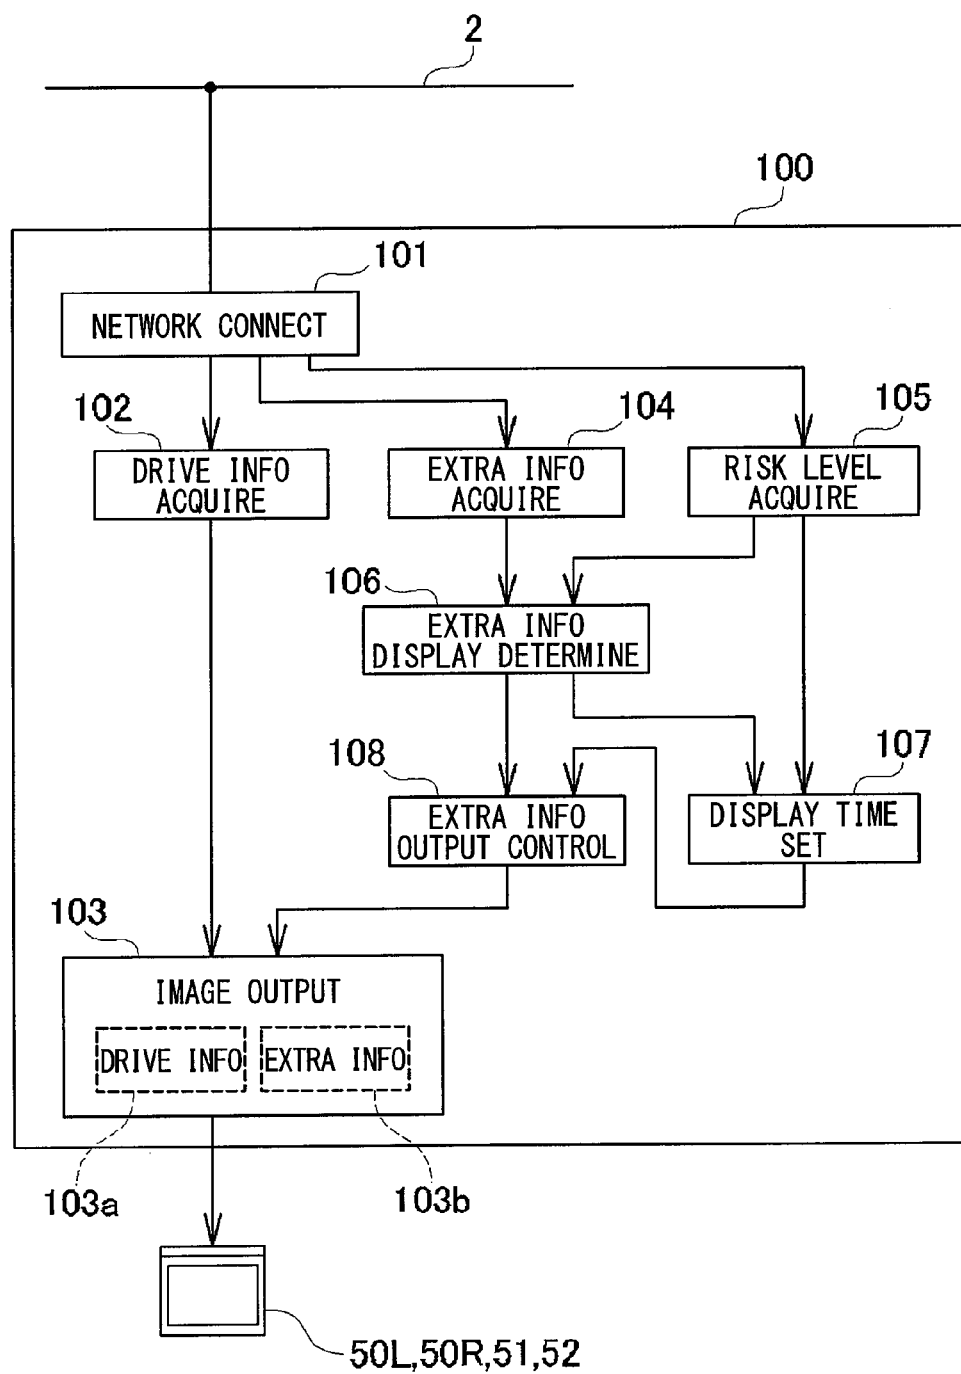 2
100
101
NETWORK CONNECT
102
104
105
DRIVE INFO
ACQUIRE
EXTRA INFO
ACQUIRE
RISK LEVEL
ACQUIRE
106
EXTRA INFO
DISPLAY DETERMINE
108
107
EXTRA INFO
OUTPUT CONTROL
DISPLAY TIME
SET
103
IMAGE OUTPUT
DRIVE INFO
EXTRA INFO
103a
103b
50L,50R,51,52